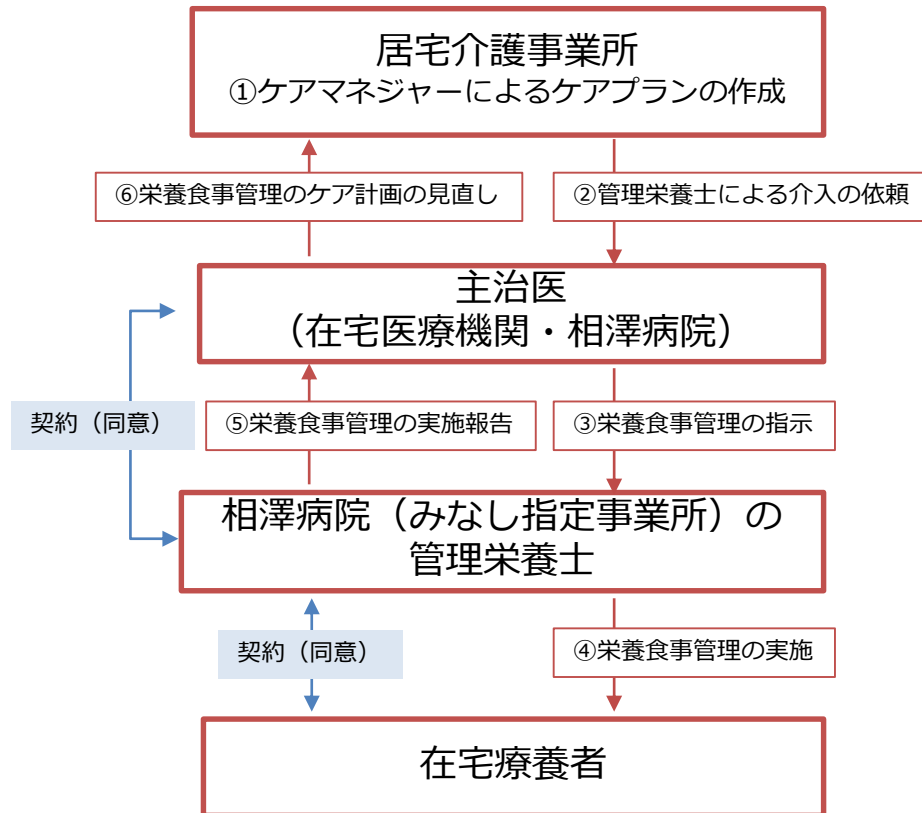 居宅介護事業所
①ケアマネジャーによるケアプランの作成
⑥栄養食事管理のケア計画の見直し
②管理栄養士による介入の依頼
主治医
（在宅医療機関・相澤病院）
契約（同意）
⑤栄養食事管理の実施報告
③栄養食事管理の指示
相澤病院（みなし指定事業所）の
管理栄養士
契約（同意）
④栄養食事管理の実施
在宅療養者